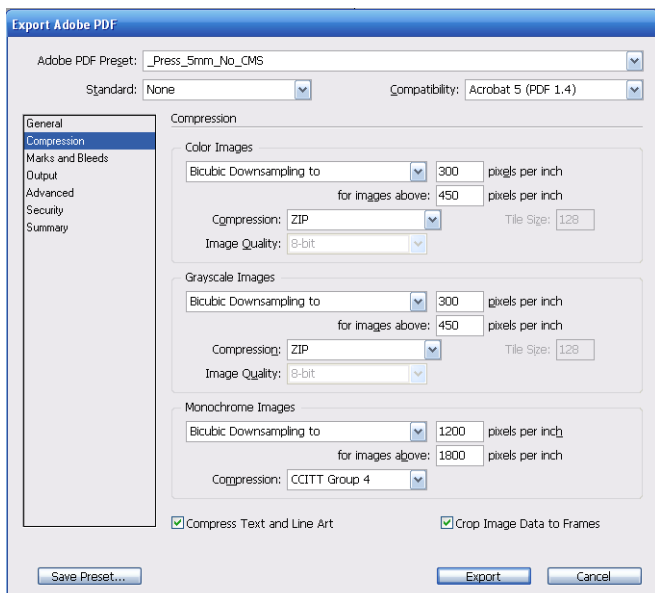 Export Adobe PDF
Adobe PDF Preset: _Press_5mm_No_CMS
Standard: None Compatibility: Acrobat 5 (PDF 1.4)
General
Compression
Marks and Bleeds
Output
Advanced
Security
Summary
Compression
Color Images
Bicubic Downsampling to 300 pixels per inch
for images above: 450 pixels per inch
Compression: ZIP Tile Size: 128
Image Quality: 8-bit
Grayscale Images
Bicubic Downsampling to 300 pixels per inch
for images above: 450 pixels per inch
Compression: ZIP Tile Size: 128
Image Quality: 8-bit
Monochrome Images
Bicubic Downsampling to 1200 pixels per inch
for images above: 1800 pixels per inch
Compression: CCITT Group 4
Compress Text and Line Art Crop Image Data to Frames
Save Preset... Export Cancel